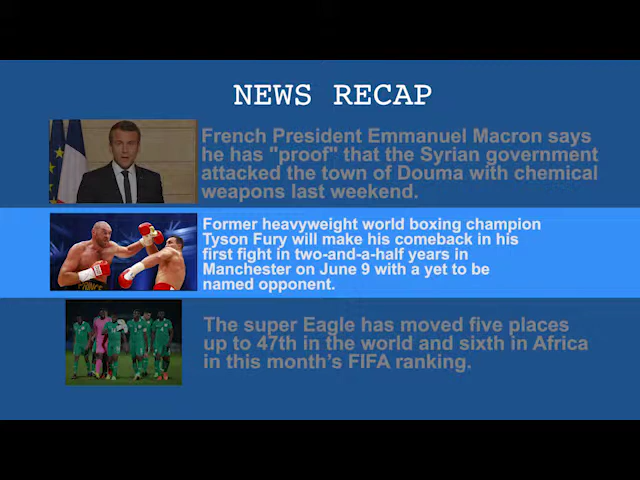 NEWS RECAP
French President Emmanuel Macron says
he has "proof" that the Syrian government
attacked the town of Douma with chemical
weapons last weekend.
Former heavyweight world boxing champion
Tyson Fury will make his comeback in his
first fight in two-and-a-half years in
Manchester on June 9 with a yet to be
named opponent.
The super Eagle has moved five places
up to 47th in the world and sixth in Africa
in this month's FIFA ranking.